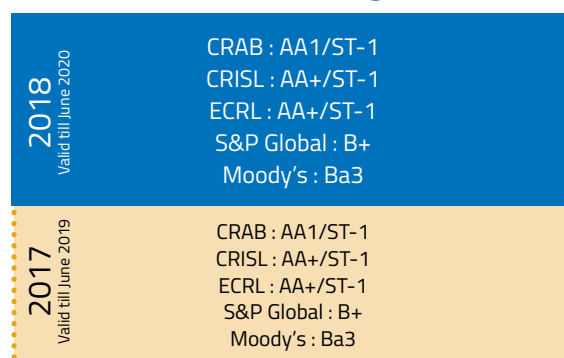 2018
Valid till June 2020
CRAB : AA1/ST-1
CRISL : AA+/ST-1
ECRL : AA+/ST-1
S&P Global : B+
Moody's : Ba3
2017
Valid till June 2019
CRAB : AA1/ST-1
CRISL : AA+/ST-1
ECRL : AA+/ST-1
S&P Global : B+
Moody's : Ba3